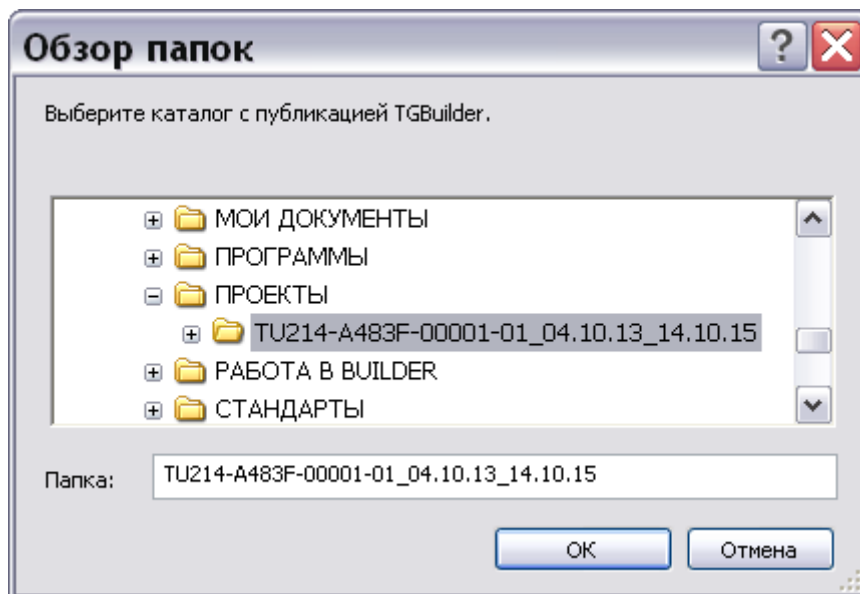 Обзор папок
Выберите каталог с публикацией TGBuilder.
МОИ ДОКУМЕНТЫ
ПРОГРАММЫ
ПРОЕКТЫ
TU214-A483F-00001-01_04.10.13_14.10.15
РАБОТА В BUILDER
СТАНДАРТЫ
Папка: TU214-A483F-00001-01_04.10.13_14.10.15
ОК Отмена